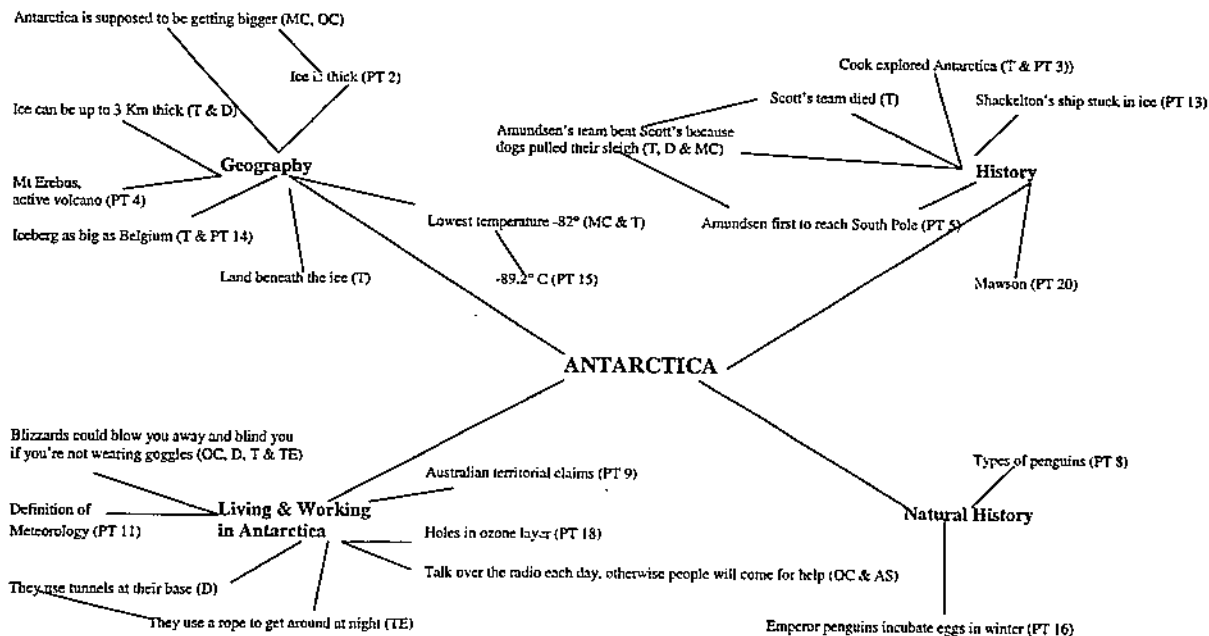 Antarctica is supposed to be getting bigger (MC, OC)
Ice is thick (PT 2)
Ice can be up to 3 Km thick (T & D)
Geography
Mt Erebus,
active volcano (PT 4)
Iceberg as big as Belgium (T & PT 14)
Land beneath the ice (T)
Lowest temperature -82° (MC & T)
-89.2° C (PT 15)
Cook explored Antarctica (T & PT 3))
Scott's team died (T)
Shackelton's ship stuck in ice (PT 13)
Amundsen's team beat Scott's because
dogs pulled their sleigh (T, D & MC)
History
Amundsen first to reach South Pole (PT 5)
Mawson (PT 20)
ANTARCTICA
Blizzards could blow you away and blind you
if you're not wearing goggles (OC, D, T & TE)
Australian territorial claims (PT 9)
Definition of
Meteorology (PT 11)
Living & Working
in Antarctica
Holes in ozone layer (PT 18)
Talk over the radio each day, otherwise people will come for help (OC & AS)
They use tunnels at their base (D)
They use a rope to get around at night (TE)
Types of penguins (PT 8)
Natural History
Emperor penguins incubate eggs in winter (PT 16)